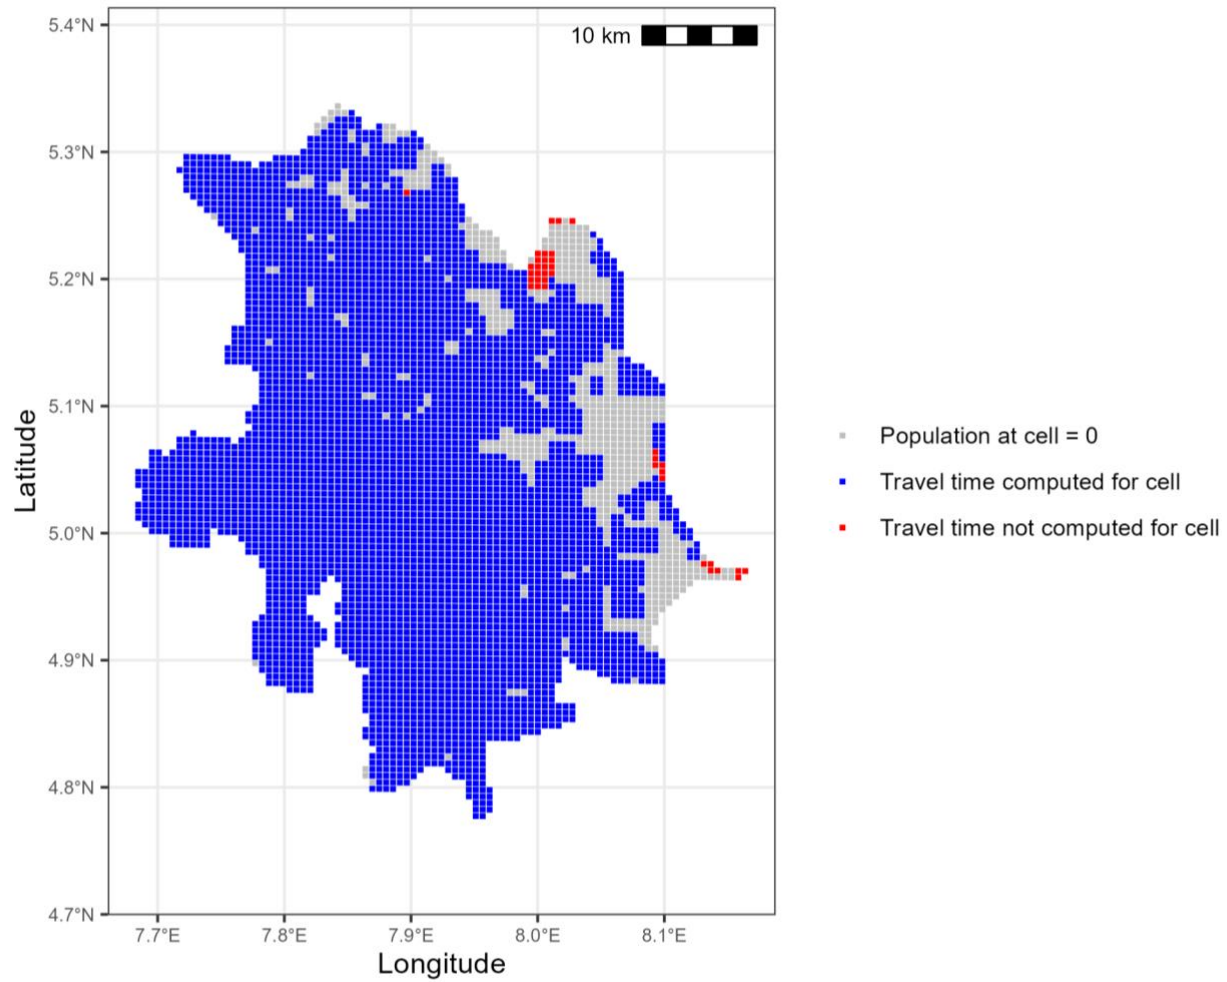 5.4°N
10 km
5.3°N
5.2°N
5.1°N
5.0°N
4.9°N
4.8°N
4.7°N
Latitude
7.7°E 7.8°E 7.9°E 8.0°E 8.1°E
Longitude
Population at cell = 0
Travel time computed for cell
Travel time not computed for cell